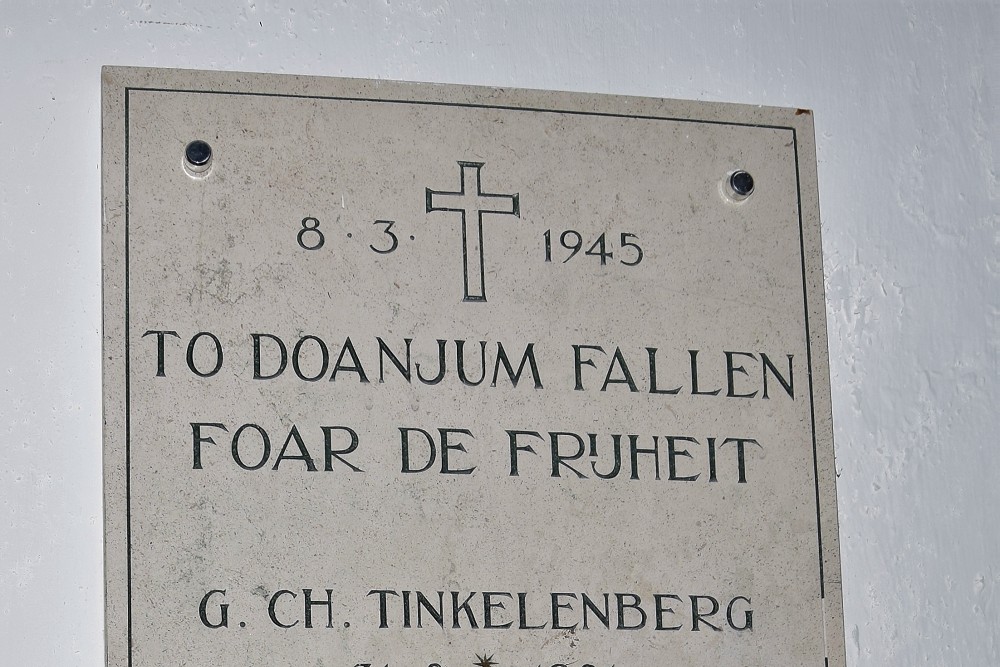 8 · 3 · 1945
TO DOANJUM FALLEN
FOAR DE FRIJHEIT
G. CH. TINKELENBERG